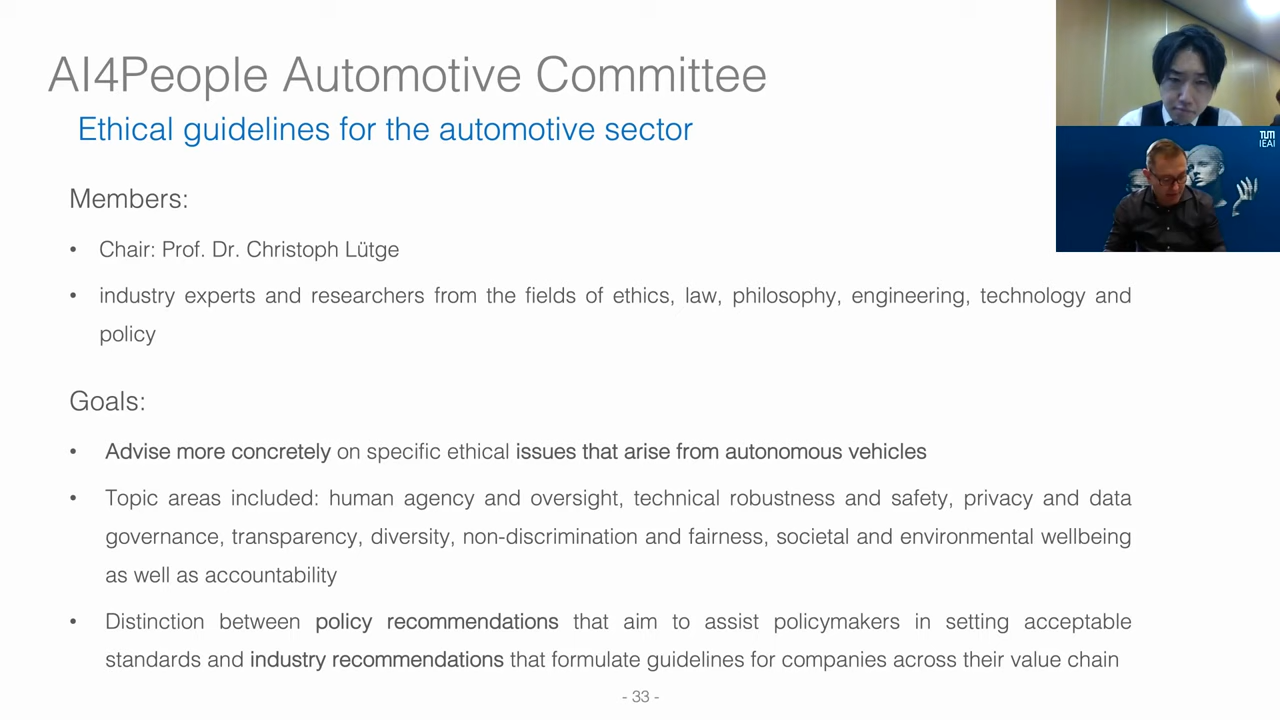 AI4People Automotive Committee
Ethical guidelines for the automotive sector
TUM
IEAI
Members:
• Chair: Prof. Dr. Christoph Lütge
• industry experts and researchers from the fields of ethics, law, philosophy, engineering, technology and
policy
Goals:
• Advise more concretely on specific ethical issues that arise from autonomous vehicles
• Topic areas included: human agency and oversight, technical robustness and safety, privacy and data
governance, transparency, diversity, non-discrimination and fairness, societal and environmental wellbeing
as well as accountability
• Distinction between policy recommendations that aim to assist policymakers in setting acceptable
standards and industry recommendations that formulate guidelines for companies across their value chain
- 33 -